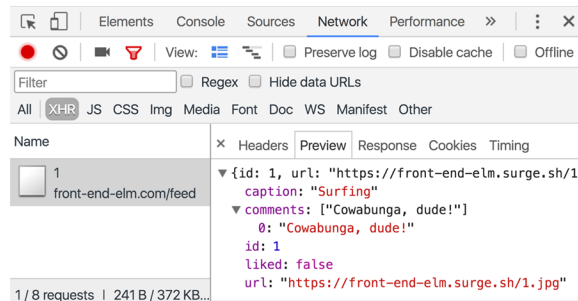 Elements Console Sources Network Performance » ⋮ ×
View: Preserve log Disable cache Offline
Filter Regex Hide data URLs
All XHR JS CSS Img Media Font Doc WS Manifest Other
Name × Headers Preview Response Cookies Timing
1
front-end-elm.com/feed
1 / 8 requests | 241 B / 372 KB...
▼{id: 1, url: "https://front-end-elm.surge.sh/1
caption: "Surfing"
▼comments: ["Cowabunga, dude!"]
0: "Cowabunga, dude!"
id: 1
liked: false
url: "https://front-end-elm.surge.sh/1.jpg"